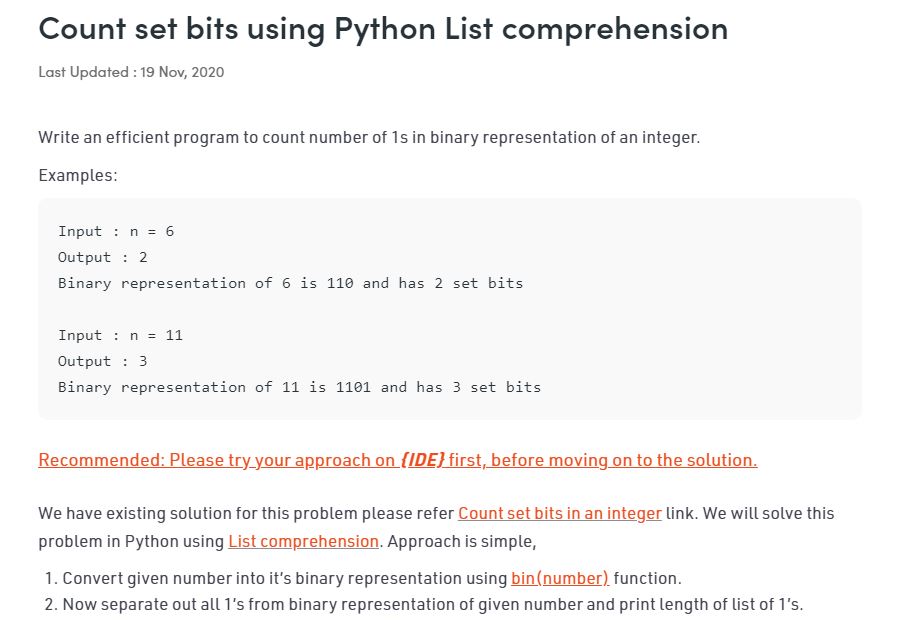 Count set bits using Python List comprehension
Last Updated : 19 Nov, 2020
Write an efficient program to count number of 1s in binary representation of an integer.
Examples:
Input : n = 6
Output : 2
Binary representation of 6 is 110 and has 2 set bits
Input : n = 11
Output : 3
Binary representation of 11 is 1101 and has 3 set bits
Recommended: Please try your approach on {IDE} first, before moving on to the solution.
We have existing solution for this problem please refer Count set bits in an integer link. We will solve this
problem in Python using List comprehension. Approach is simple,
1. Convert given number into it’s binary representation using bin(number) function.
2. Now separate out all 1’s from binary representation of given number and print length of list of 1’s.